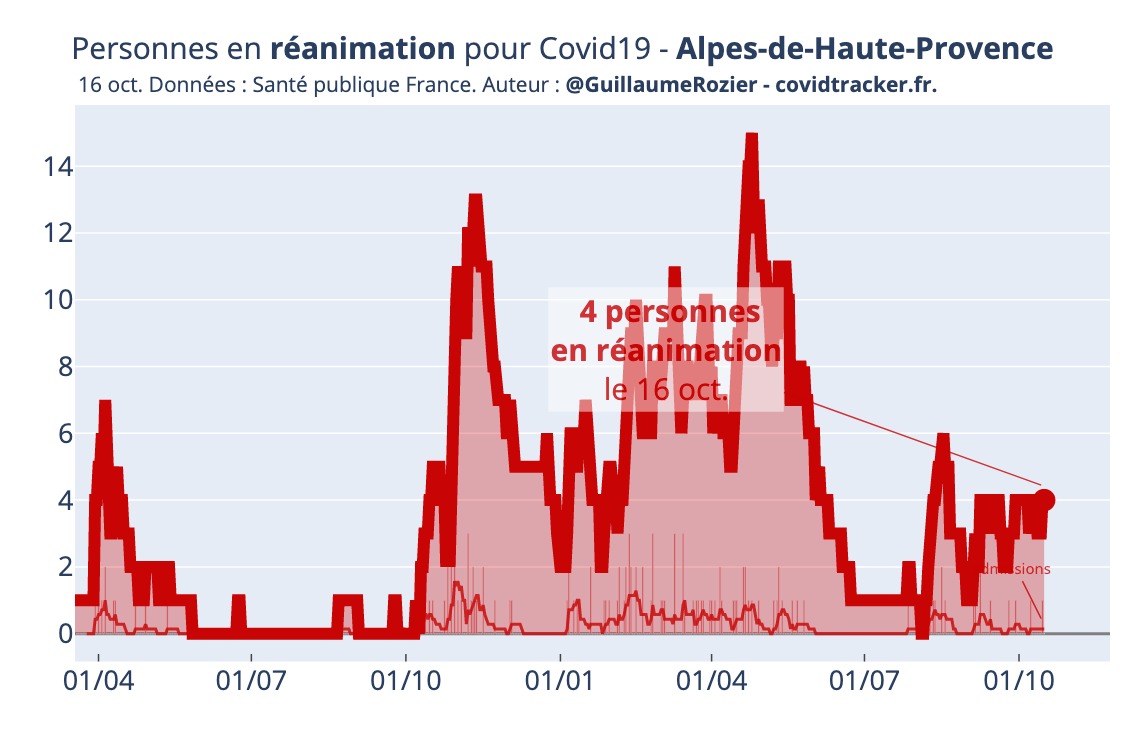 Personnes en réanimation pour Covid19 - Alpes-de-Haute-Provence
16 oct. Données : Santé publique France. Auteur : @GuillaumeRozier - covidtracker.fr.
14
12
10
8
6
4
2
0
4 personnes
en réanimation
le 16 oct.
dmissions
01/04
01/07
01/10
01/01
01/04
01/07
01/10